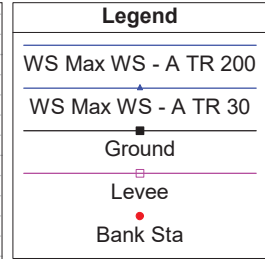 Legend
WS Max WS - A TR 200
WS Max WS - A TR 30
Ground
Levee
Bank Sta